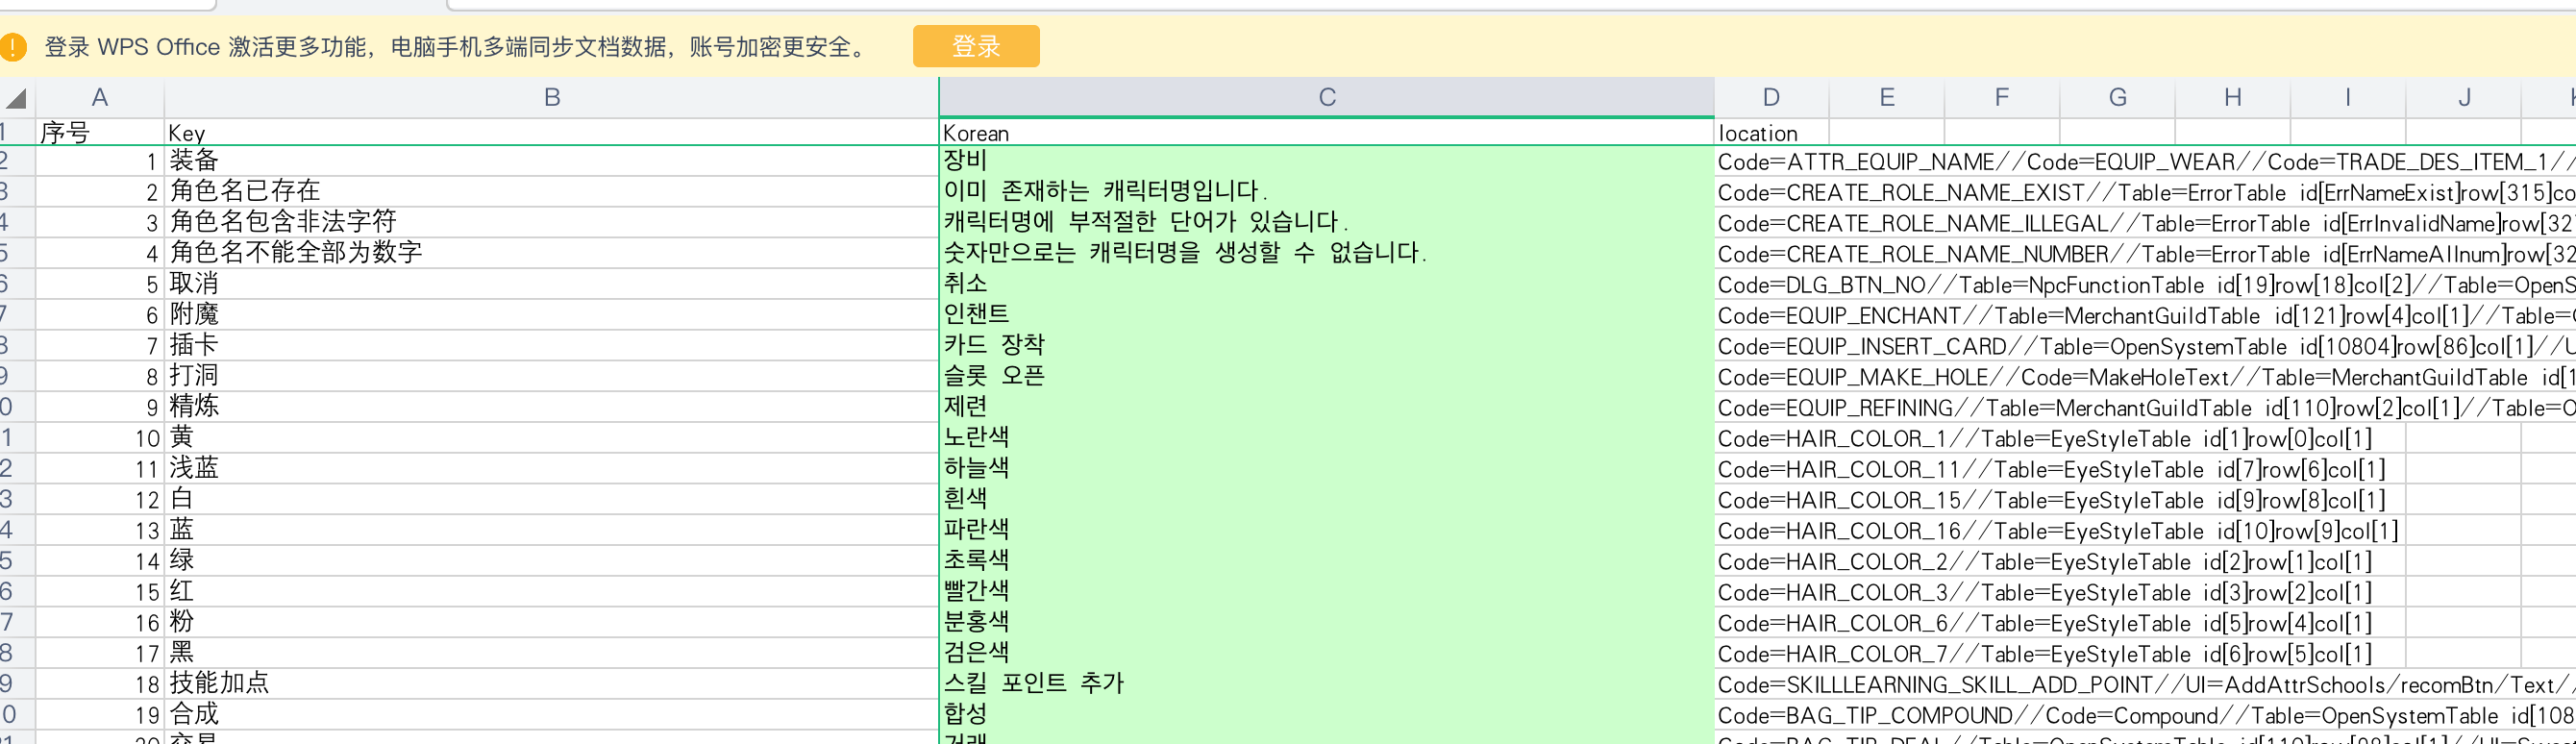 登录 WPS Office 激活更多功能，电脑手机多端同步文档数据，账号加密更安全。 登录
A B C D E F G H I J
1 序号 Key Korean location
2 1 装备 장비 Code=ATTR_EQUIP_NAME//Code=EQUIP_WEAR//Code=TRADE_DES_ITEM_1//
3 2 角色名已存在 이미 존재하는 캐릭터명입니다. Code=CREATE_ROLE_NAME_EXIST//Table=ErrorTable id[ErrNameExist]row[315]co
4 3 角色名包含非法字符 캐릭터명에 부적절한 단어가 있습니다. Code=CREATE_ROLE_NAME_ILLEGAL//Table=ErrorTable id[ErrInvalidName]row[32
5 4 角色名不能全部为数字 숫자만으로는 캐릭터명을 생성할 수 없습니다. Code=CREATE_ROLE_NAME_NUMBER//Table=ErrorTable id[ErrNameAllnum]row[32
6 5 取消 취소 Code=DLG_BTN_NO//Table=NpcFunctionTable id[19]row[18]col[2]//Table=OpenS
7 6 附魔 인챈트 Code=EQUIP_ENCHANT//Table=MerchantGuildTable id[121]row[4]col[1]//Table=
8 7 插卡 카드 장착 Code=EQUIP_INSERT_CARD//Table=OpenSystemTable id[10804]row[86]col[1]//U
9 8 打洞 슬롯 오픈 Code=EQUIP_MAKE_HOLE//Code=MakeHoleText//Table=MerchantGuildTable id[1
0 9 精炼 제련 Code=EQUIP_REFINING//Table=MerchantGuildTable id[110]row[2]col[1]//Table=O
1 10 黄 노란색 Code=HAIR_COLOR_1//Table=EyeStyleTable id[1]row[0]col[1]
2 11 浅蓝 하늘색 Code=HAIR_COLOR_11//Table=EyeStyleTable id[7]row[6]col[1]
3 12 白 흰색 Code=HAIR_COLOR_15//Table=EyeStyleTable id[9]row[8]col[1]
4 13 蓝 파란색 Code=HAIR_COLOR_16//Table=EyeStyleTable id[10]row[9]col[1]
5 14 绿 초록색 Code=HAIR_COLOR_2//Table=EyeStyleTable id[2]row[1]col[1]
6 15 红 빨간색 Code=HAIR_COLOR_3//Table=EyeStyleTable id[3]row[2]col[1]
7 16 粉 분홍색 Code=HAIR_COLOR_6//Table=EyeStyleTable id[5]row[4]col[1]
8 17 黑 검은색 Code=HAIR_COLOR_7//Table=EyeStyleTable id[6]row[5]col[1]
9 18 技能加点 스킬 포인트 추가 Code=SKILLLEARNING_SKILL_ADD_POINT//UI=AddAttrSchools/recomBtn/Text//
0 19 合成 합성 Code=BAG_TIP_COMPOUND//Code=Compound//Table=OpenSystemTable id[108